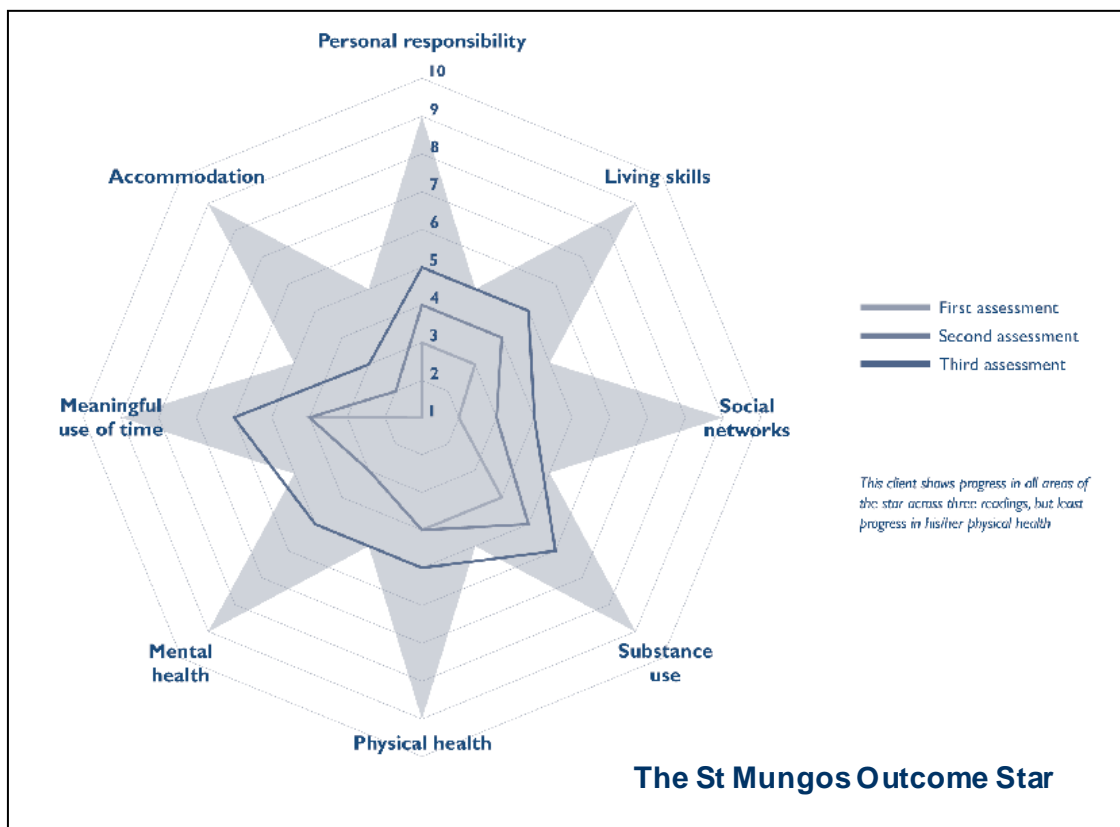 Personal responsibility
10
9
8
7
6
5
4
3
2
1
Accommodation
Living skills
First assessment
Second assessment
Third assessment
Meaningful
use of time
Social
networks
This client shows progress in all areas of
the star across three readings, but least
progress in his/her physical health
Mental
health
Substance
use
Physical health
The St Mungos Outcome Star